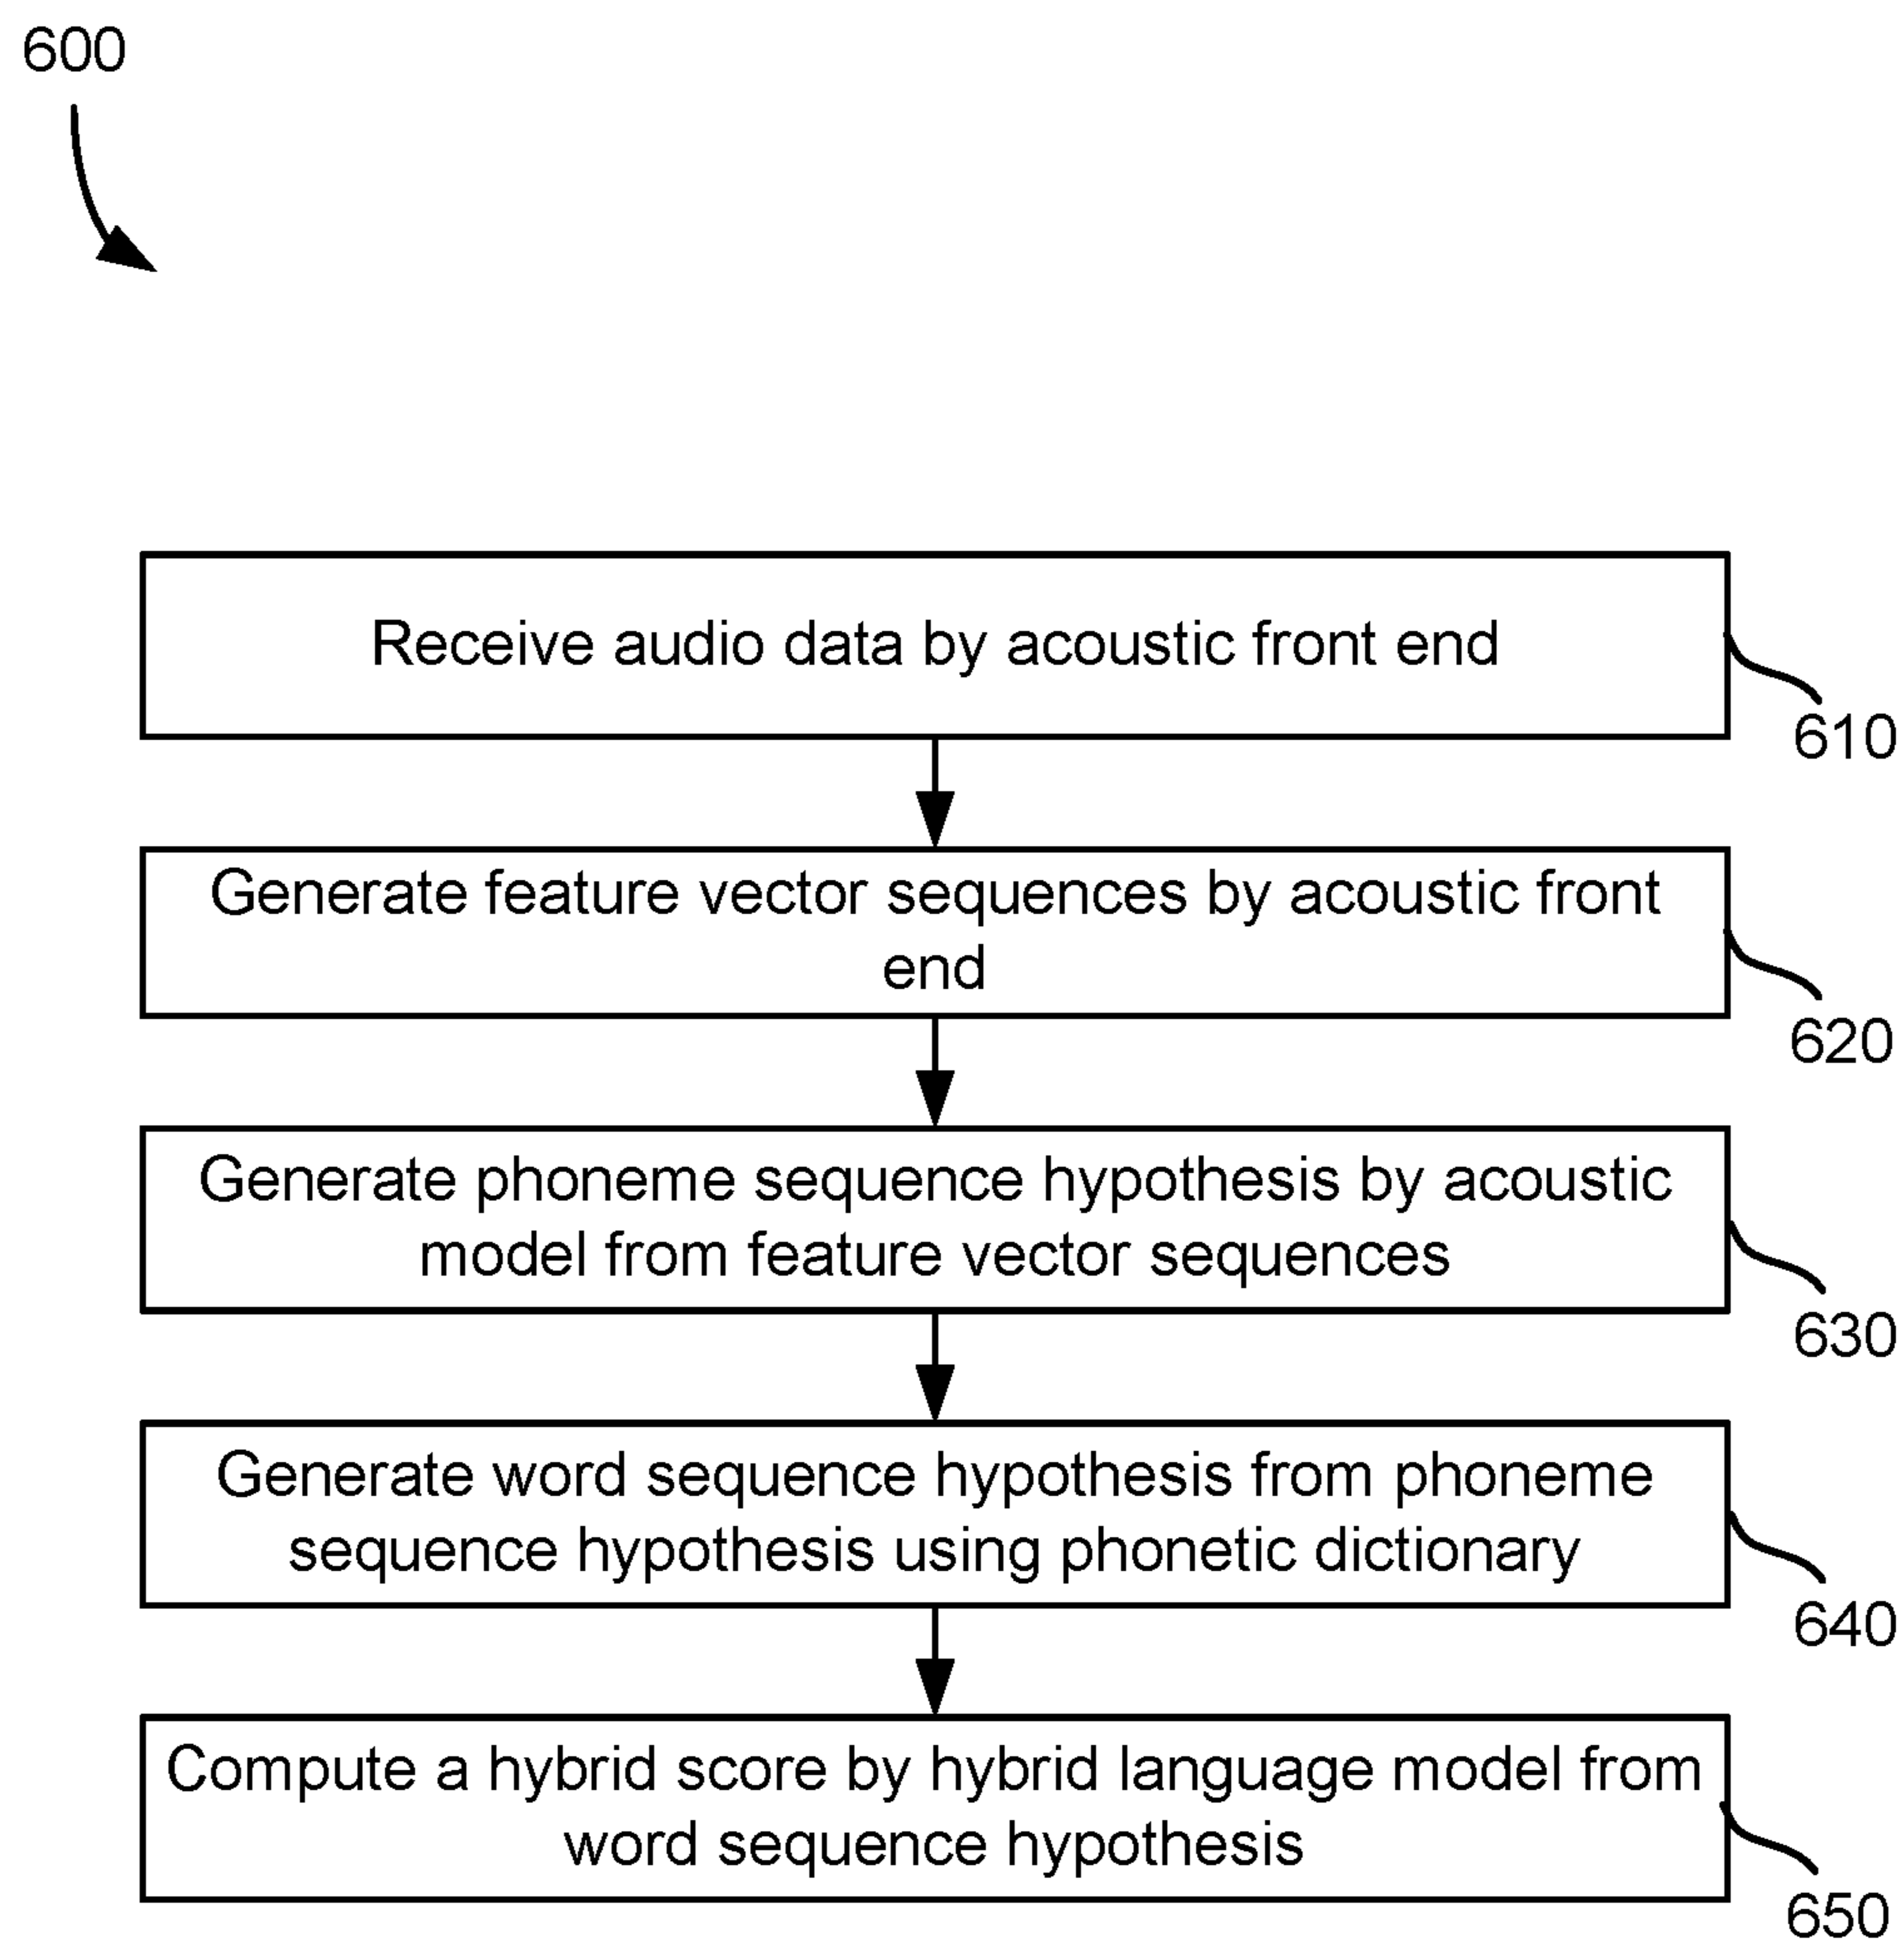 600
Receive audio data by acoustic front end
610
Generate feature vector sequences by acoustic front
end
620
Generate phoneme sequence hypothesis by acoustic
model from feature vector sequences
630
Generate word sequence hypothesis from phoneme
sequence hypothesis using phonetic dictionary
640
Compute a hybrid score by hybrid language model from
word sequence hypothesis
650